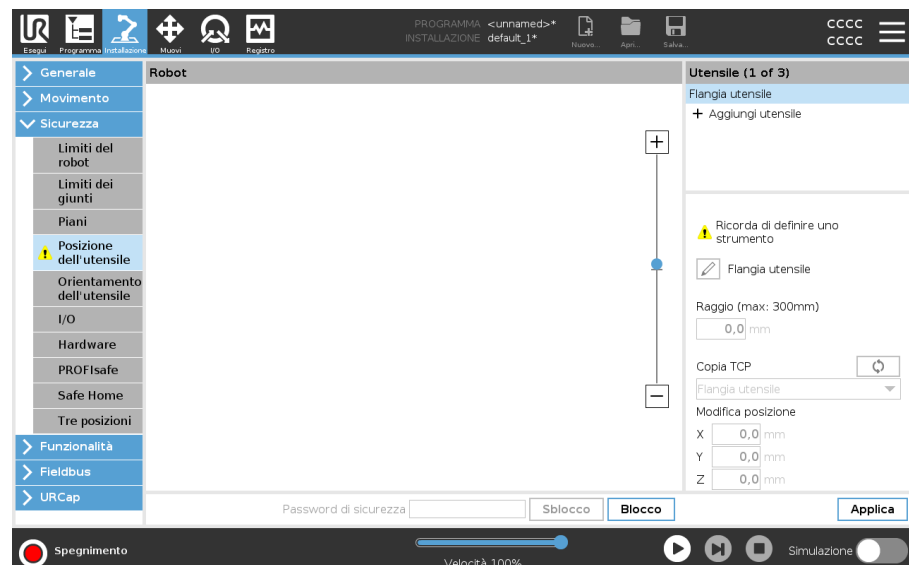 PROGRAMMA <unnamed>*
INSTALLAZIONE default_1*
Esegui Programma Installazione Muovi I/O Registro
Nuovo... Apri... Salva...
CCCC
CCCC
Generale
Movimento
Sicurezza
Limiti del
robot
Limiti dei
giunti
Piani
Posizione
dell'utensile
Orientamento
dell'utensile
I/O
Hardware
PROFIsafe
Safe Home
Tre posizioni
Funzionalità
Fieldbus
URCap
Robot
Password di sicurezza
Sblocco
Blocco
Utensile (1 of 3)
Flangia utensile
Aggiungi utensile
Ricorda di definire uno
strumento
Flangia utensile
Raggio (max: 300mm)
0,0 mm
Copia TCP
Flangia utensile
Modifica posizione
X 0,0 mm
Y 0,0 mm
Z 0,0 mm
Applica
Spegnimento
Velocità 100%
Simulazione